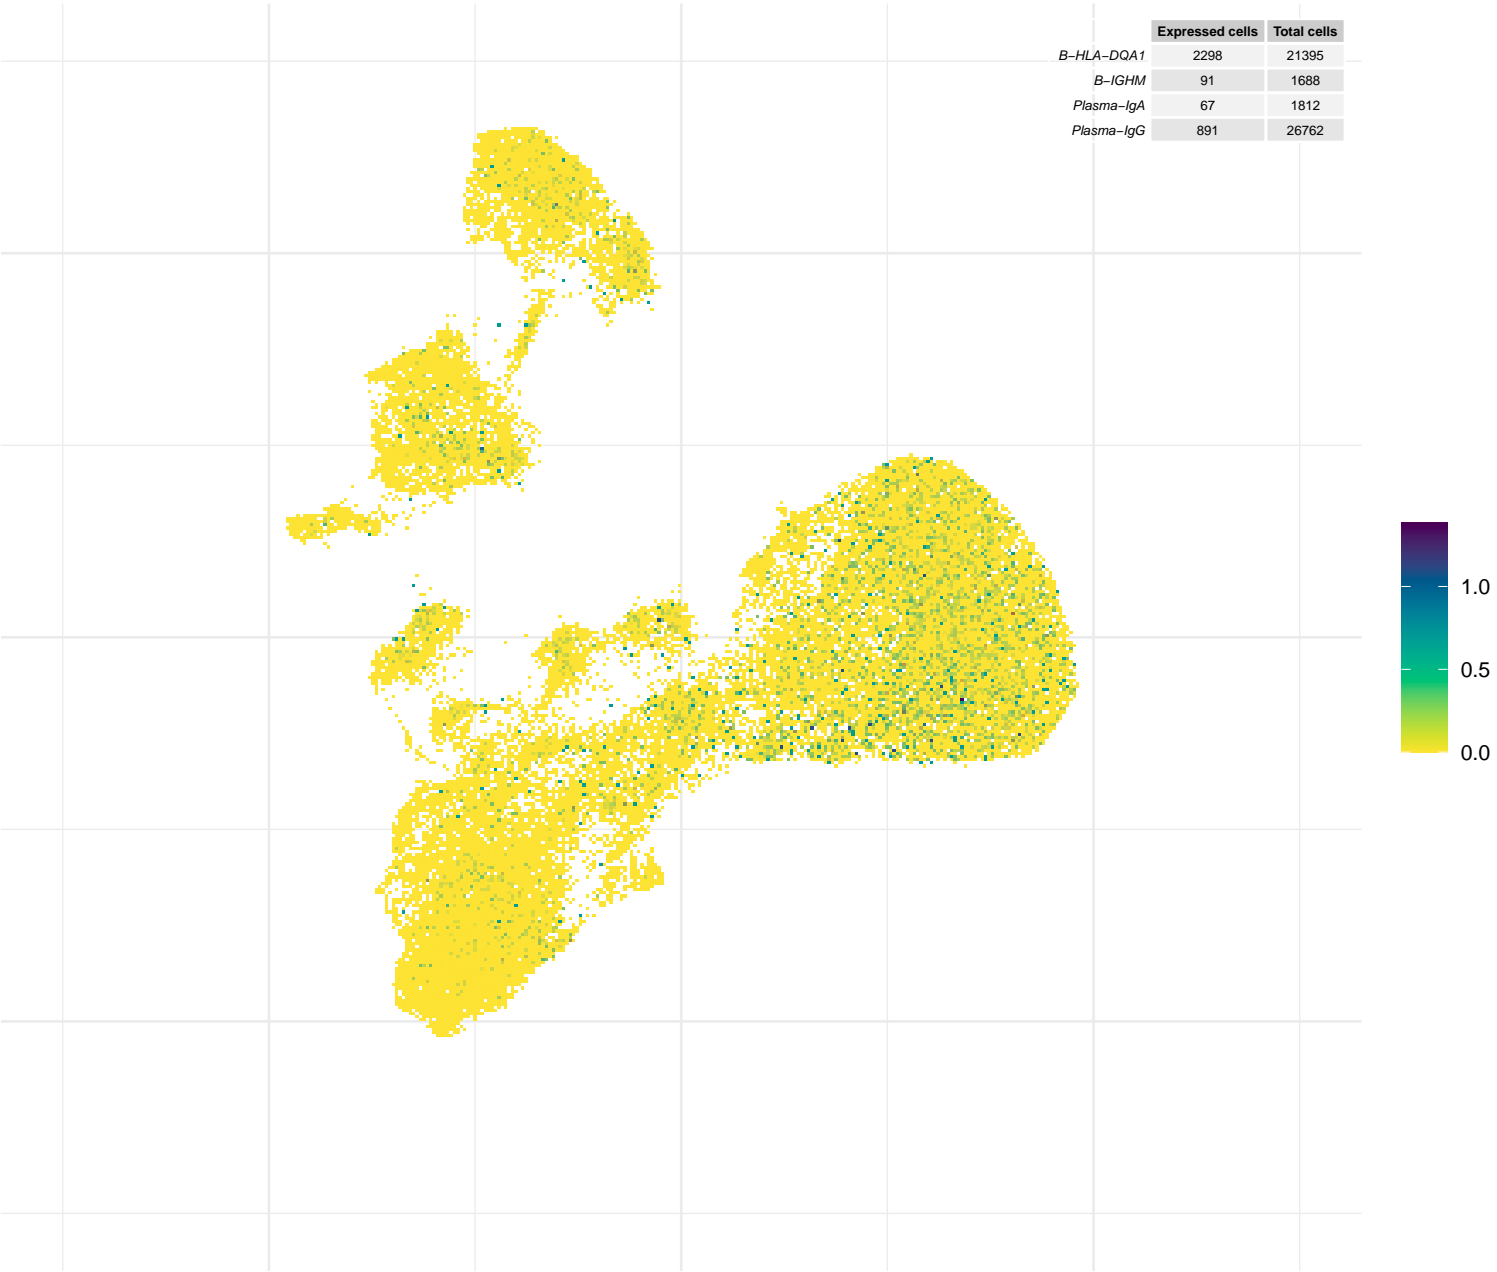 Expressed cells Total cells
B−HLA−DQA1 2298 21395
B−IGHM 91 1688
Plasma−IgA 67 1812
Plasma−IgG 891 26762
1.0
0.5
0.0